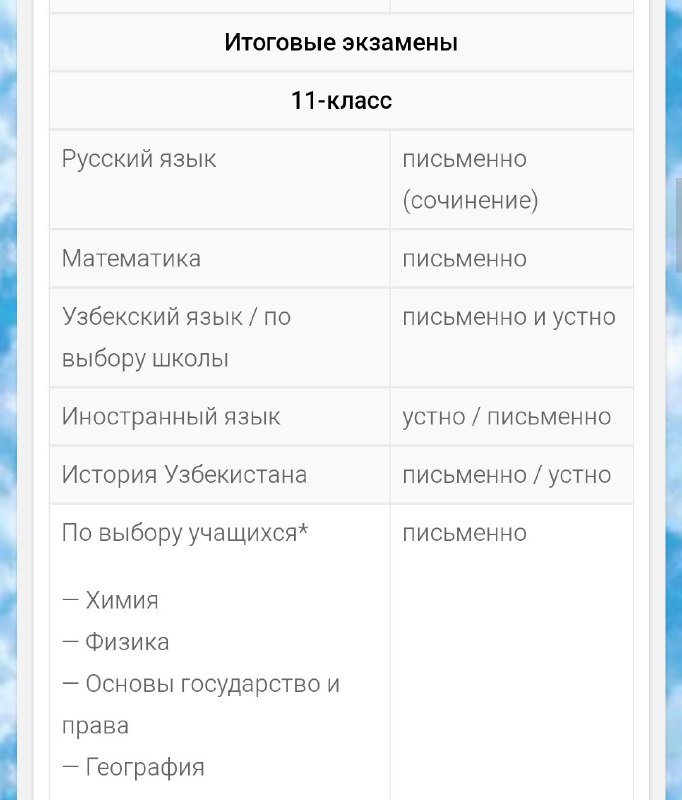 Итоговые экзамены
11-класс
Русский язык
письменно
(сочинение)
Математика
письменно
Узбекский язык / по
выбору школы
письменно и устно
Иностранный язык
устно / письменно
История Узбекистана
письменно / устно
По выбору учащихся*
письменно
— Химия
— Физика
— Основы государство и
права
— География